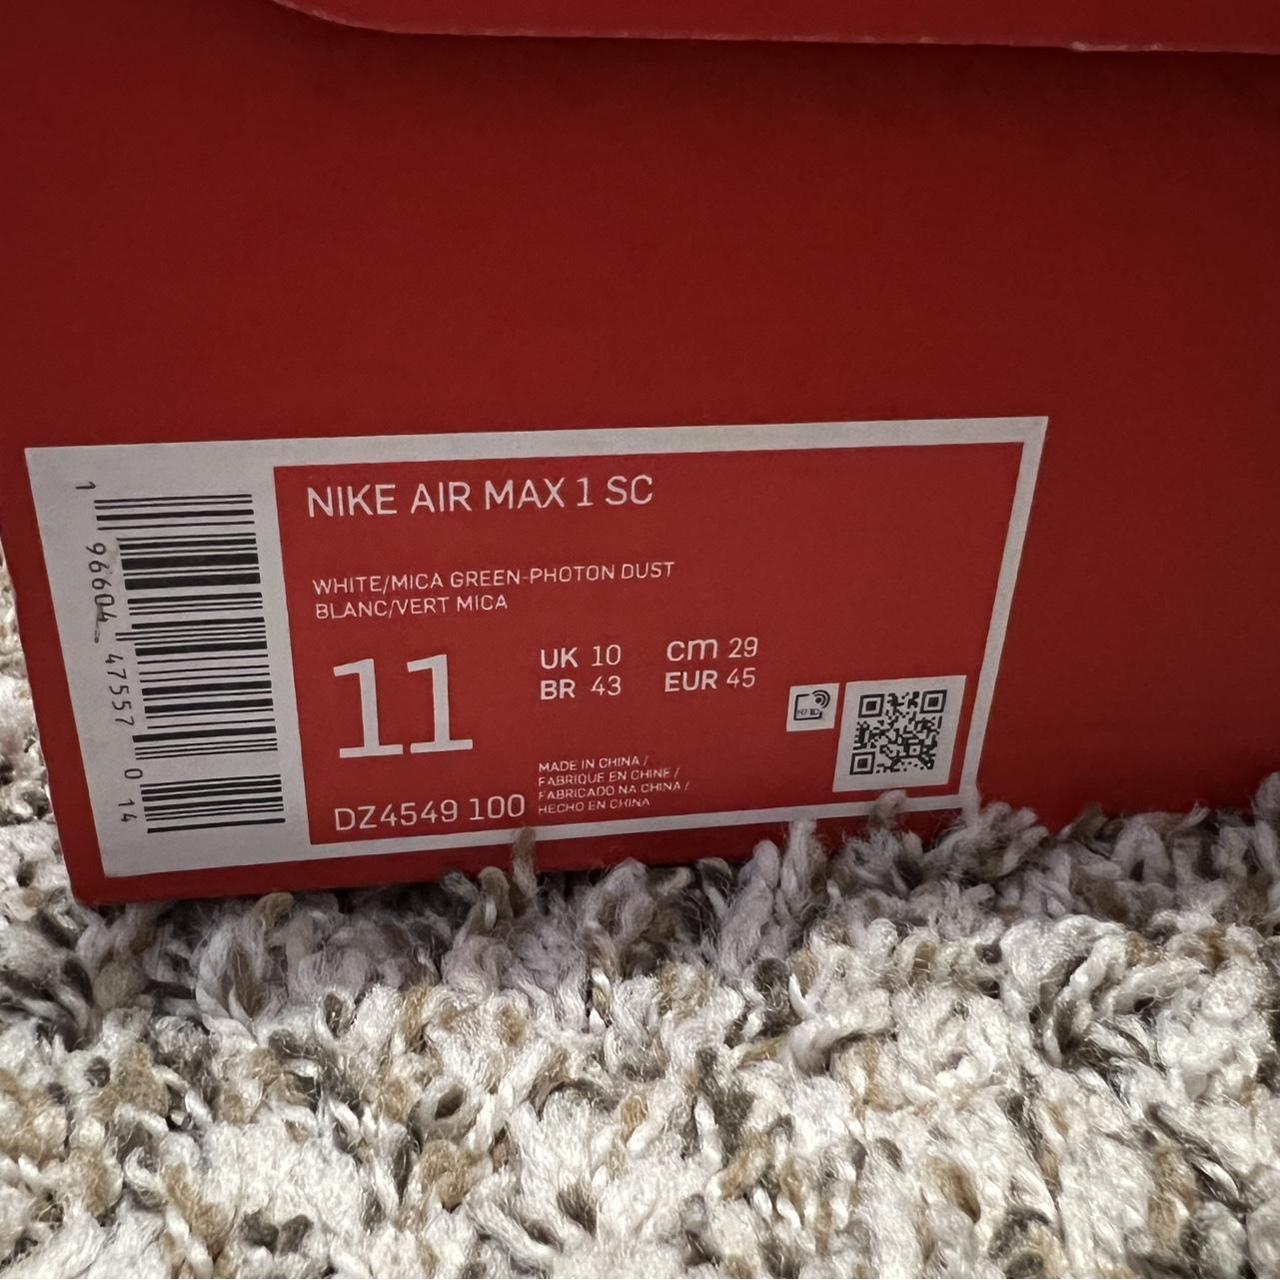 NIKE AIR MAX 1 SC
WHITE/MICA GREEN-PHOTON DUST
BLANC/VERT MICA
11
UK 10 cm 29
BR 43 EUR 45
DZ4549 100
MADE IN CHINA /
FABRIQUE EN CHINE /
FABRICADO NA CHINA /
HECHO EN CHINA
1 96604 47557 0 14